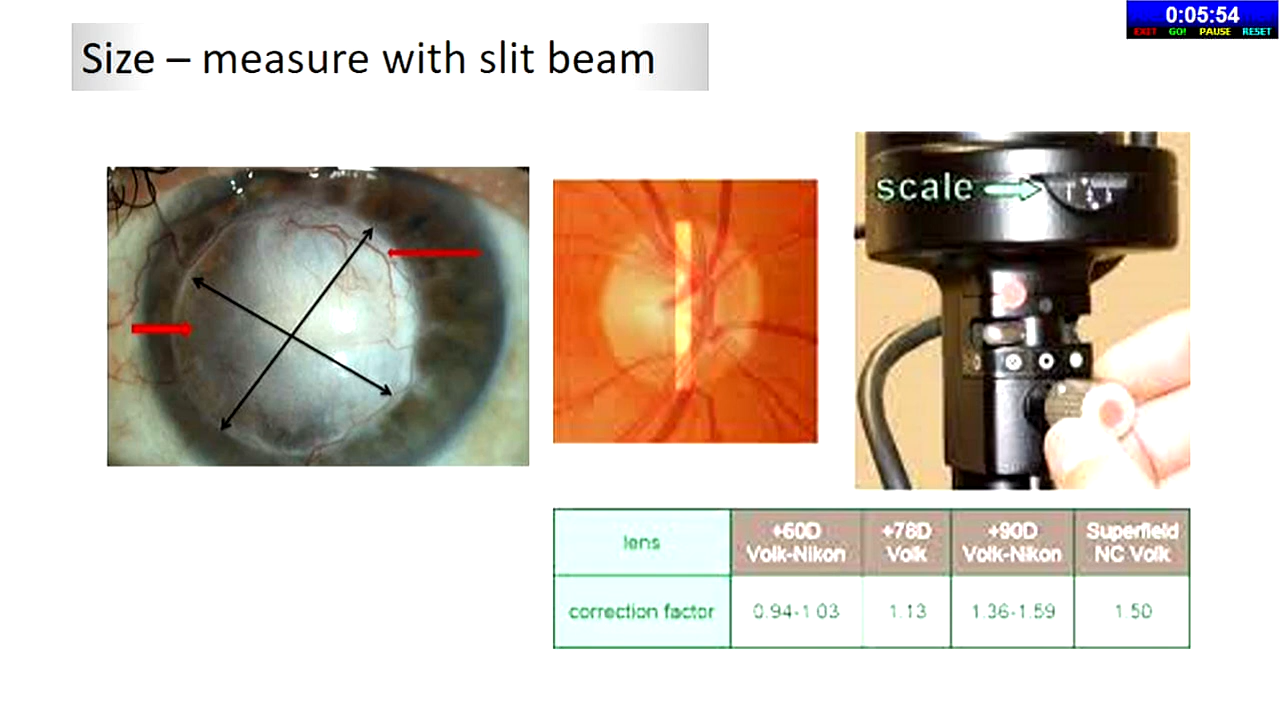 0:05:54
EXIT GO! PAUSE RESET
Size – measure with slit beam
scale
lens
+60D
Volk-Nikon
+78D
Volk
+90D
Volk-Nikon
Superfield
NC Volk
correction factor
0.94-1.03
1.13
1.36-1.59
1.50